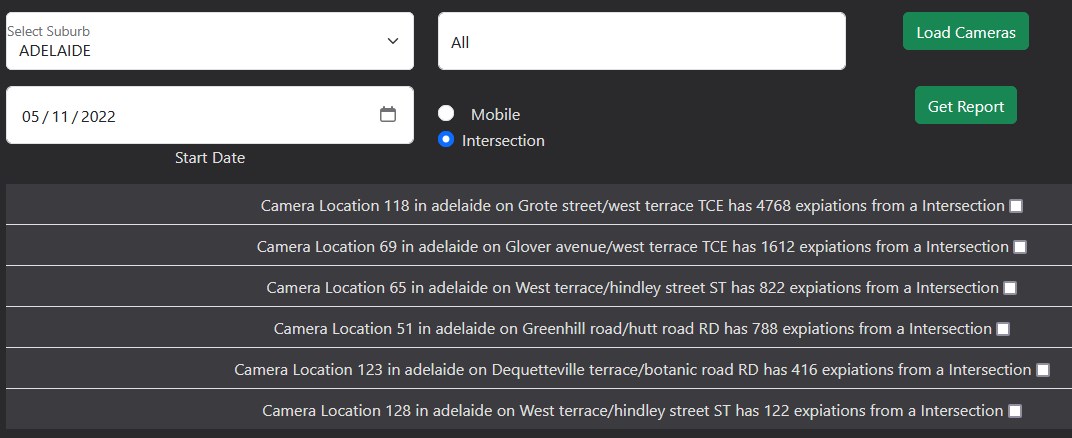 Select Suburb
ADELAIDE
All
Load Cameras
05/11/2022
Start Date
Mobile
Intersection
Get Report
Camera Location 118 in adelaide on Grote street/west terrace TCE has 4768 expiations from a Intersection
Camera Location 69 in adelaide on Glover avenue/west terrace TCE has 1612 expiations from a Intersection
Camera Location 65 in adelaide on West terrace/hindley street ST has 822 expiations from a Intersection
Camera Location 51 in adelaide on Greenhill road/hutt road RD has 788 expiations from a Intersection
Camera Location 123 in adelaide on Dequetteville terrace/botanic road RD has 416 expiations from a Intersection
Camera Location 128 in adelaide on West terrace/hindley street ST has 122 expiations from a Intersection